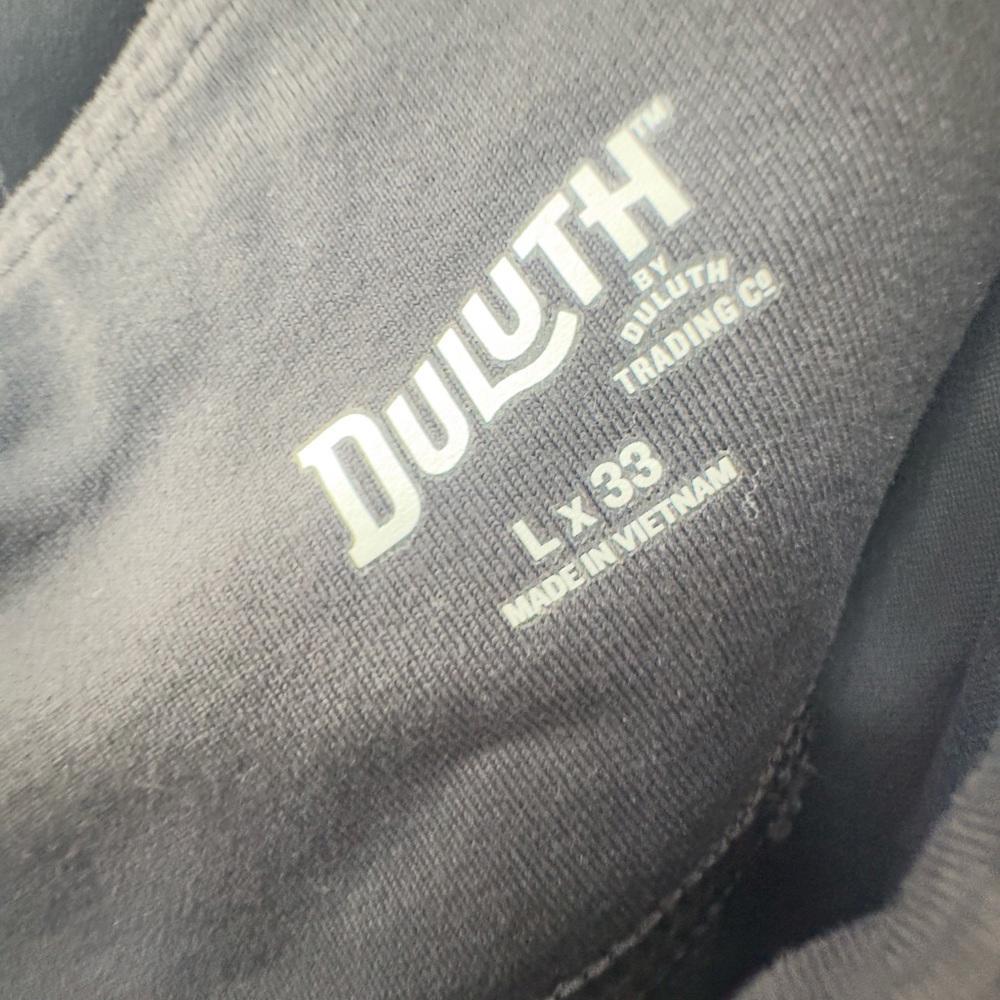 DULUTH™
BY
DULUTH
TRADING Co
L x 33
MADE IN VIETNAM